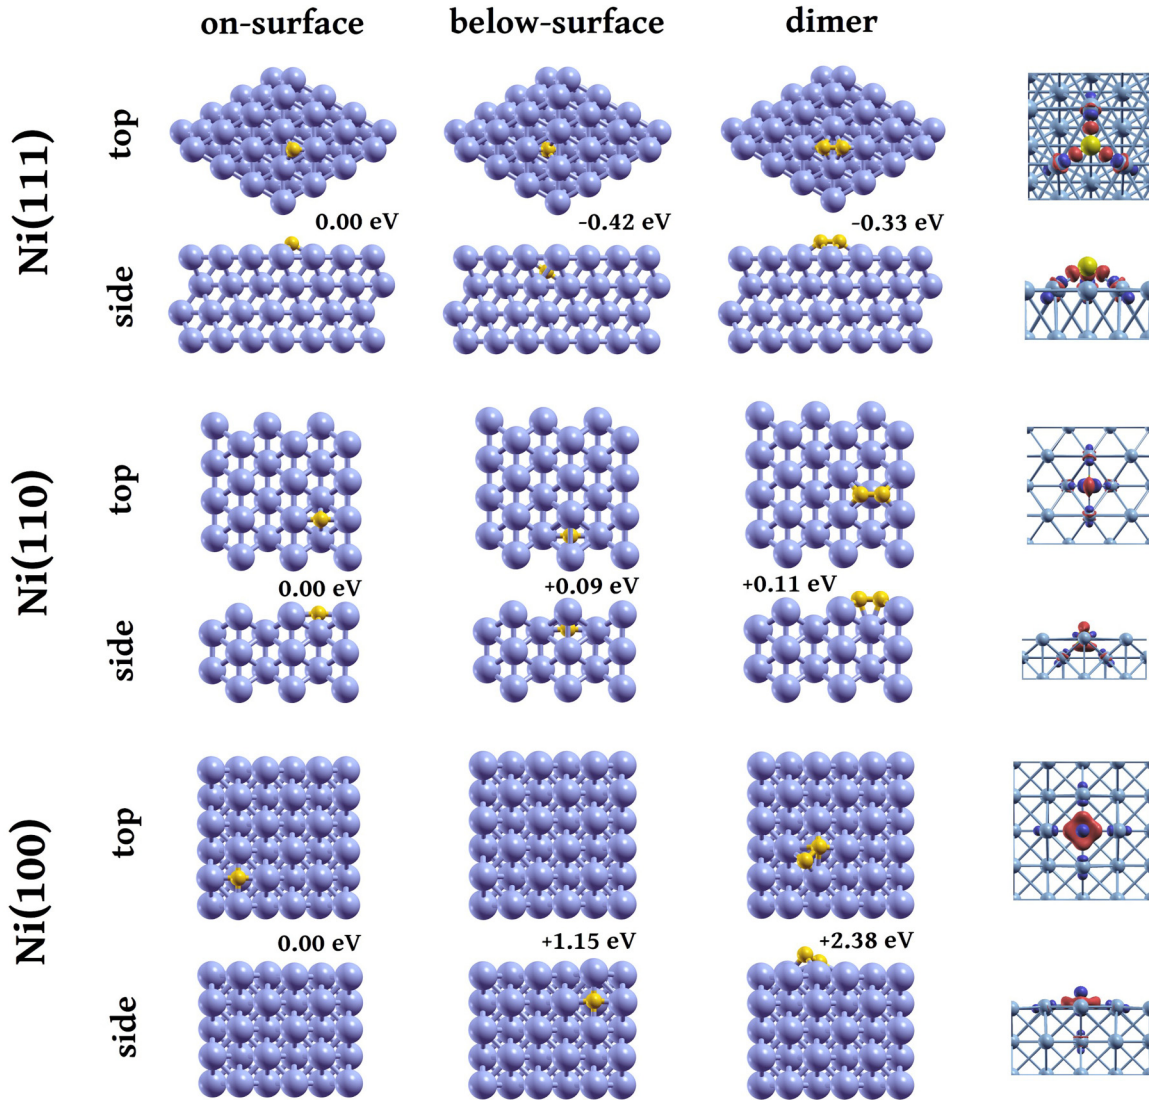 on-surface below-surface dimer
Ni(111)
top
0.00 eV -0.42 eV -0.33 eV
side
Ni(110)
top
0.00 eV +0.09 eV +0.11 eV
side
Ni(100)
top
0.00 eV +1.15 eV +2.38 eV
side